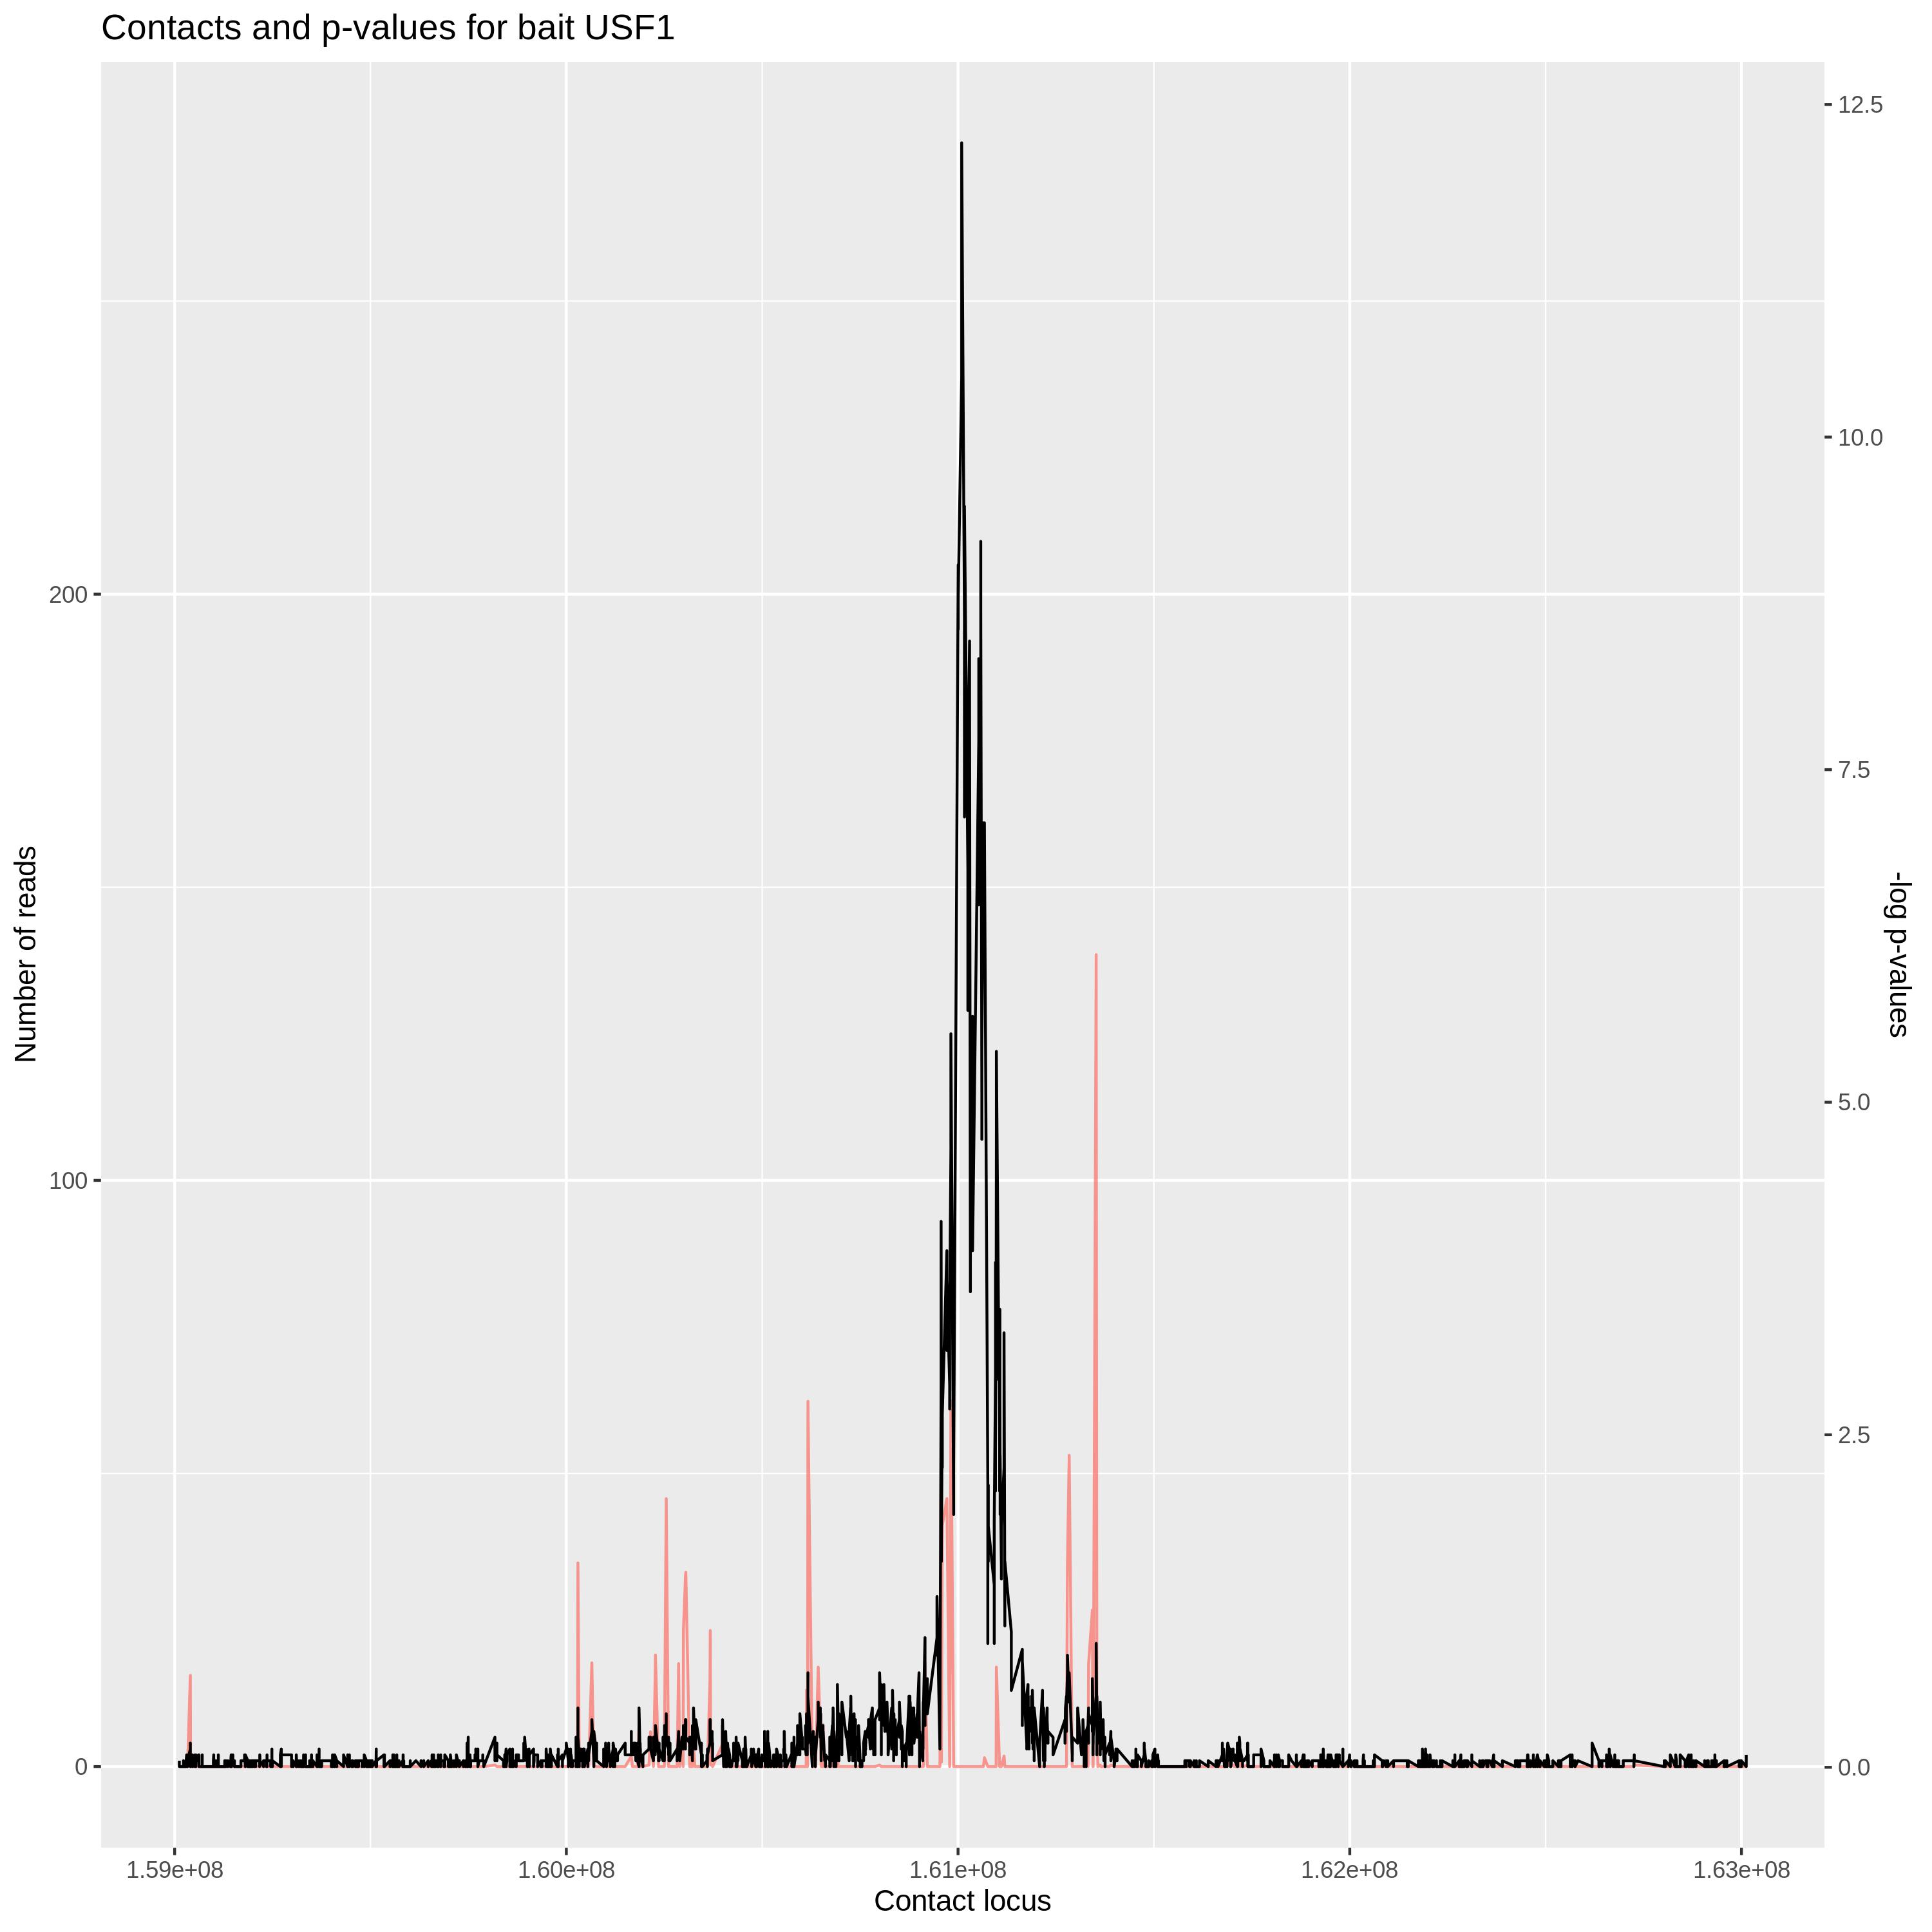 Contacts and p-values for bait USF1
Number of reads
200
100
0
12.5
10.0
7.5
5.0
2.5
0.0
-log p-values
1.59e+08
1.60e+08
1.61e+08
1.62e+08
1.63e+08
Contact locus